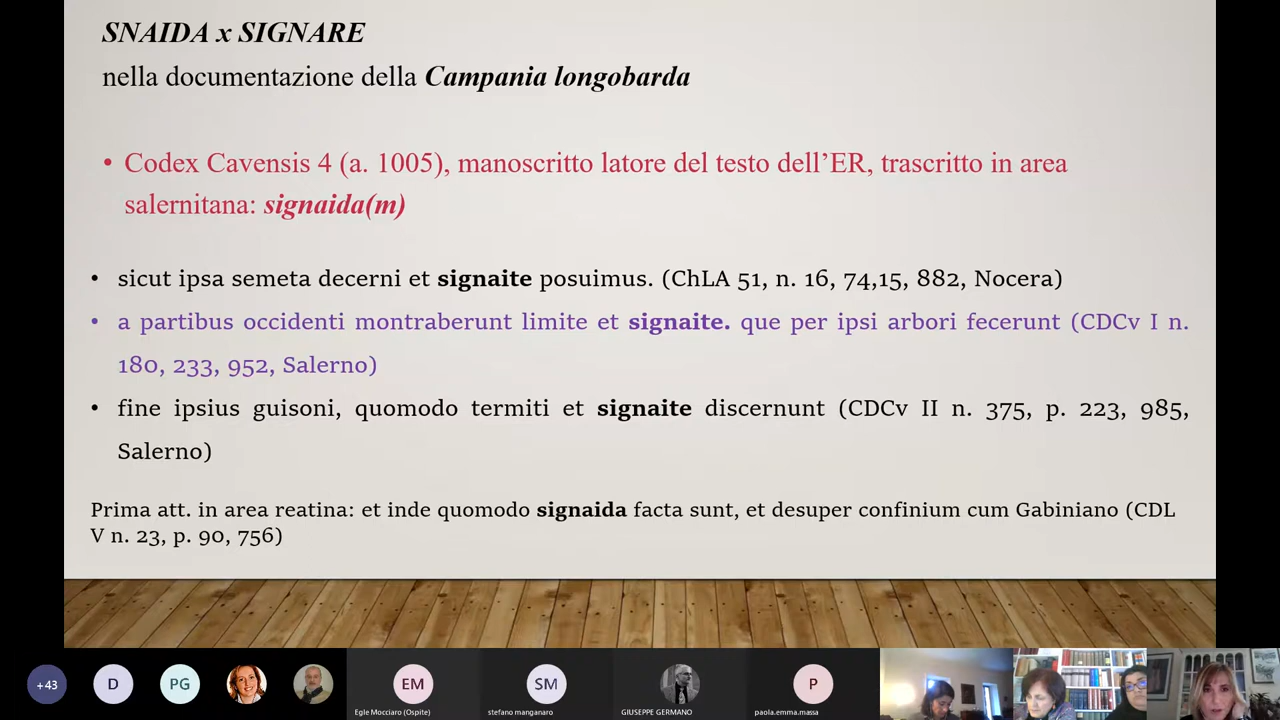 SNAIDA x SIGNARE
nella documentazione della Campania longobarda
• Codex Cavensis 4 (a. 1005), manoscritto latore del testo dell’ER, trascritto in area
salernitana: signaida(m)
• sicut ipsa semeta decerni et signaite posuimus. (ChLA 51, n. 16, 74,15, 882, Nocera)
• a partibus occidenti montraberunt limite et signaite. que per ipsi arbori fecerunt (CDCv I n.
180, 233, 952, Salerno)
• fine ipsius guisoni, quomodo termiti et signaite discernunt (CDCv II n. 375, p. 223, 985,
Salerno)
Prima att. in area reatina: et inde quomodo signaida facta sunt, et desuper confinium cum Gabiniano (CDL
V n. 23, p. 90, 756)
+43
D
PG
EM
SM
P
Egle Mocciaro (Ospite)
stefano manganaro
GIUSEPPE GERMANO
paola.emma.massa